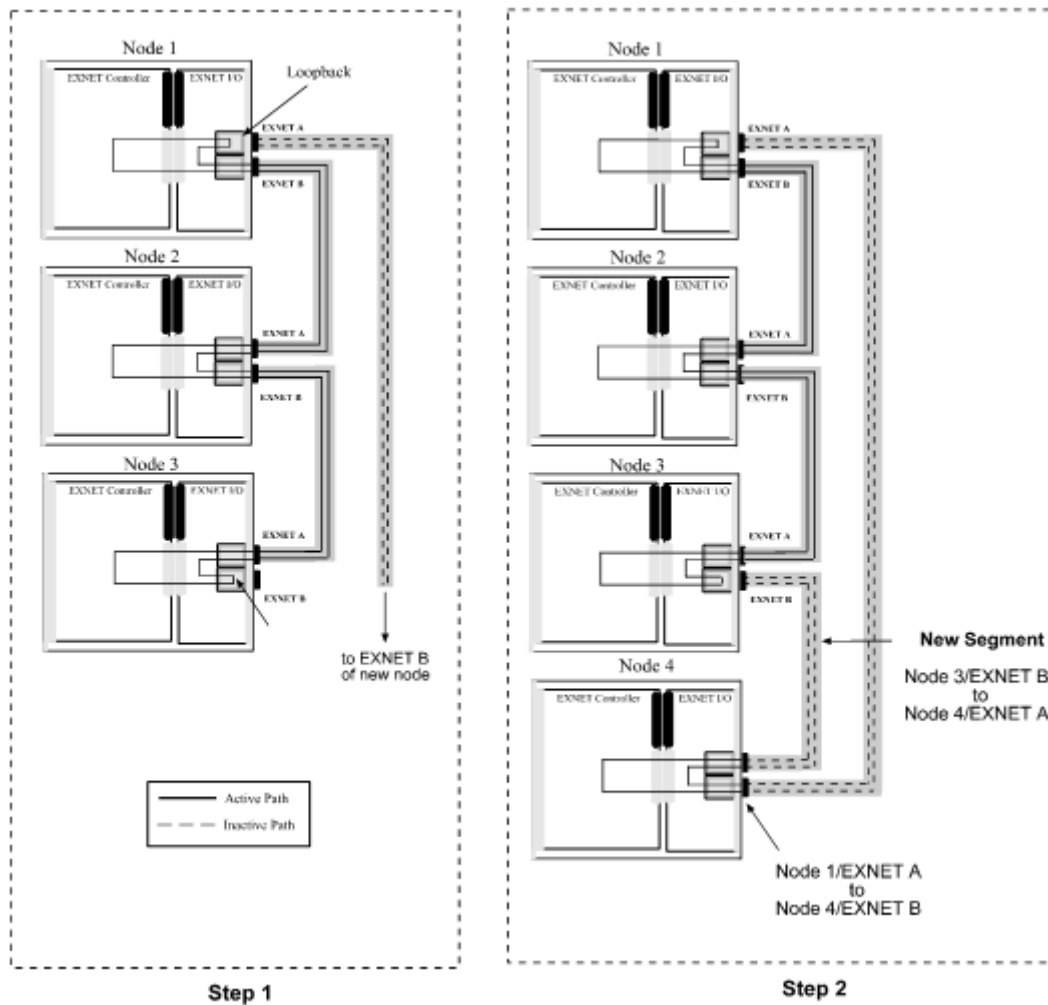 Node 1
EXNET Controller
EXNET I/O
Loopback
EXNET A
EXNET B
Node 2
EXNET Controller
EXNET I/O
EXNET A
EXNET B
Node 3
EXNET Controller
EXNET I/O
EXNET A
EXNET B
to EXNET B
of new node
Active Path
Inactive Path
Step 1
Node 1
EXNET Controller
EXNET I/O
EXNET A
EXNET B
Node 2
EXNET Controller
EXNET I/O
EXNET A
EXNET B
Node 3
EXNET Controller
EXNET I/O
EXNET A
EXNET B
New Segment
Node 3/EXNET B
to
Node 4/EXNET A
Node 4
EXNET Controller
EXNET I/O
Node 1/EXNET A
to
Node 4/EXNET B
Step 2